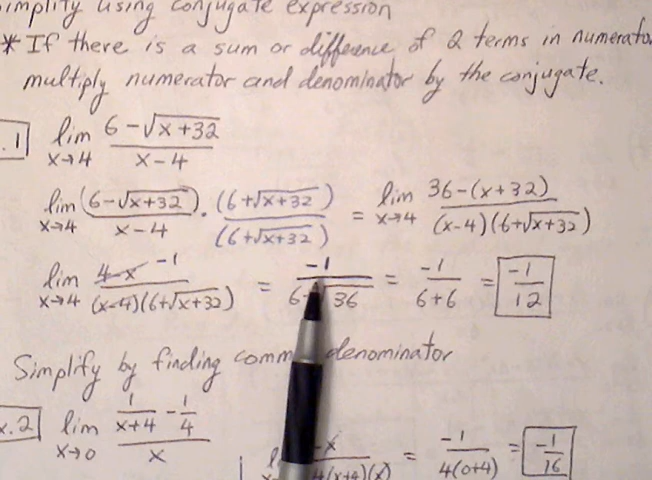 using conjugate expression
* If there is a sum or difference of 2 terms in
multiply numerator and denominator by the conjugate.
.1 lim x→4 (6-√(x+32))/(x-4)
lim x→4 (6-√(x+32))/(x-4) · (6+√(x+32))/(6+√(x+32)) = lim x→4 (36-(x+32))/((x-4)(6+√(x+32)))
lim x→4 (4-x) -1/((x-4)(6+√(x+32))) = -1/(6+√36) = -1/(6+6) = -1/12
Simplify by finding denominator
x.2 lim x→0 (1/(x+4) - 1/4)/x
-x/(4(x+4)(x)) = -1/(4(0+4)) = -1/16